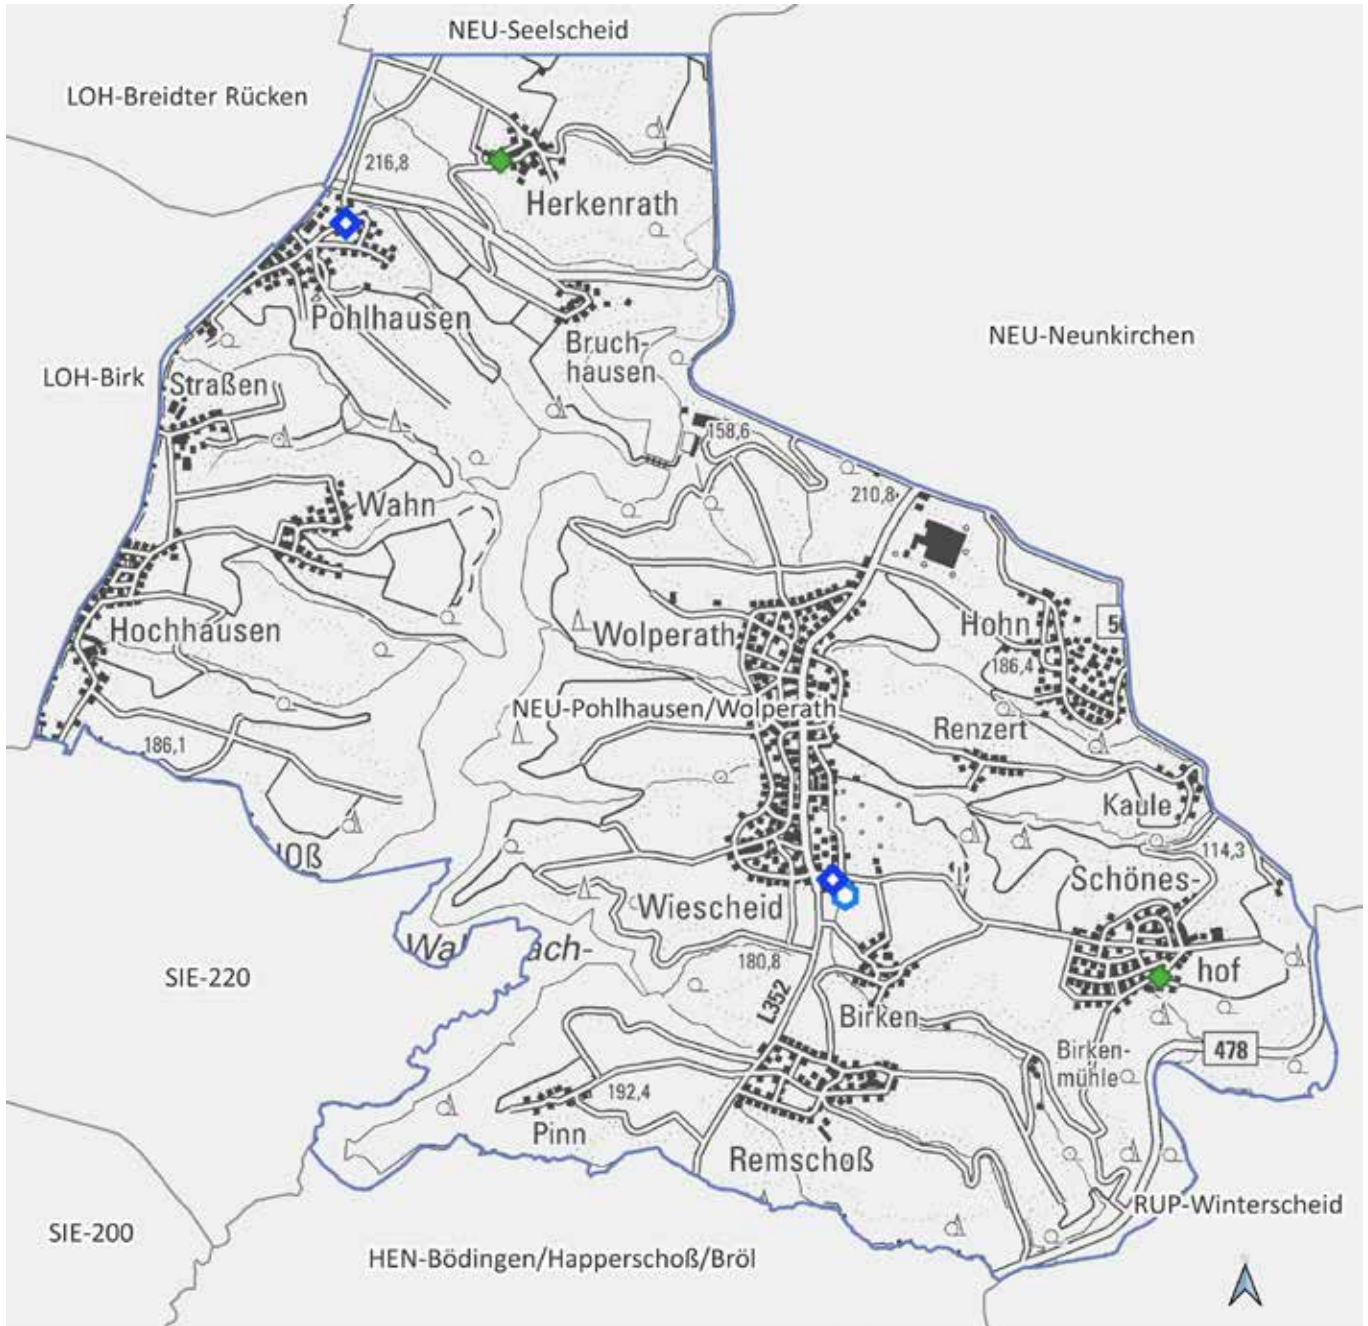 NEU-Seelscheid
LOH-Breidter Rücken
216,8
Herkenrath
Pohlhausen
NEU-Neunkirchen
Bruch-
hausen
LOH-Birk
Straßen
158,6
210,8
Wahn
Hochhausen
Wolperath
Hohn
186,4
NEU-Pohlhausen/Wolperath
Renzert
186,1
Kaule
114,3
Schönes-
hof
Wiescheid
180,8
SIE-220
L352
Birken
Birken-
mühle
478
192,4
Pinn
Remschoß
RUP-Winterscheid
SIE-200
HEN-Bödingen/Happerschoß/Bröl